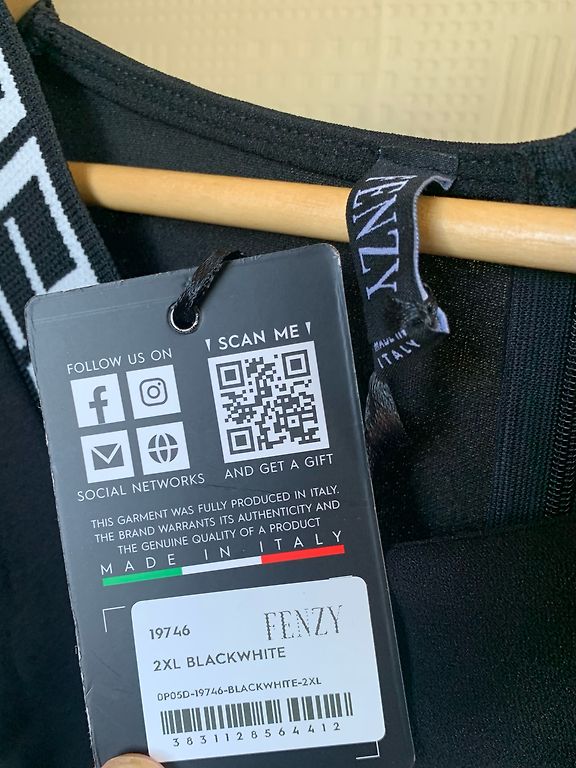 FENZY
MADE IN
ITALY
FOLLOW US ON
SCAN ME
SOCIAL NETWORKS
AND GET A GIFT
THIS GARMENT WAS FULLY PRODUCED IN ITALY.
THE BRAND WARRANTS ITS AUTHENTICITY AND
THE GENUINE QUALITY OF A PRODUCT
MADE IN ITALY
19746
FENZY
2XL BLACKWHITE
0P05D-19746-BLACKWHITE-2XL
3831128564412